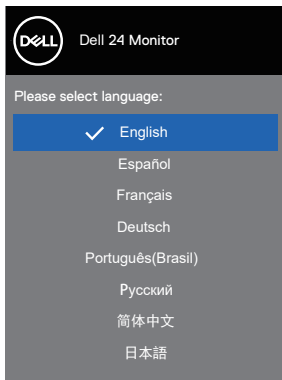 DELL
Dell 24 Monitor
Please select language:
English
Español
Français
Deutsch
Português(Brasil)
Русский
简体中文
日本語